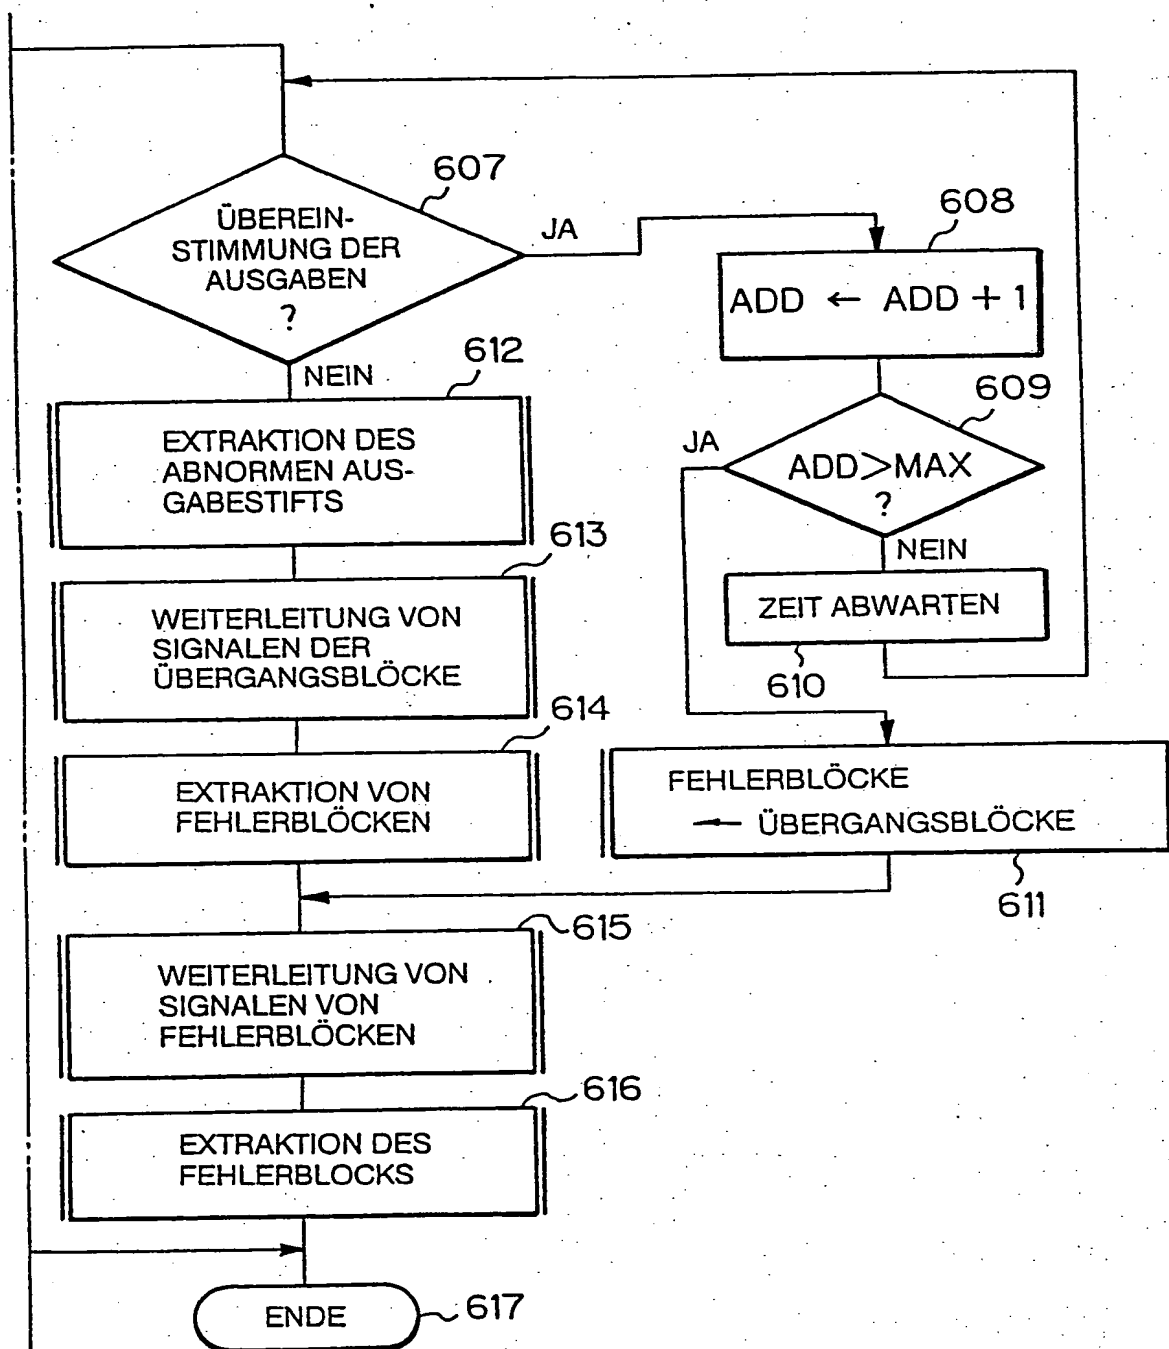 607
ÜBEREIN-
STIMMUNG DER
AUSGABEN
?
JA
NEIN
608
ADD ← ADD + 1
609
JA
ADD>MAX
?
NEIN
ZEIT ABWARTEN
610
612
EXTRAKTION DES
ABNORMEN AUS-
GABESTIFTS
613
WEITERLEITUNG VON
SIGNALEN DER
ÜBERGANGSBLÖCKE
614
EXTRAKTION VON
FEHLERBLÖCKEN
FEHLERBLÖCKE
← ÜBERGANGSBLÖCKE
611
615
WEITERLEITUNG VON
SIGNALEN VON
FEHLERBLÖCKEN
616
EXTRAKTION DES
FEHLERBLOCKS
ENDE
617